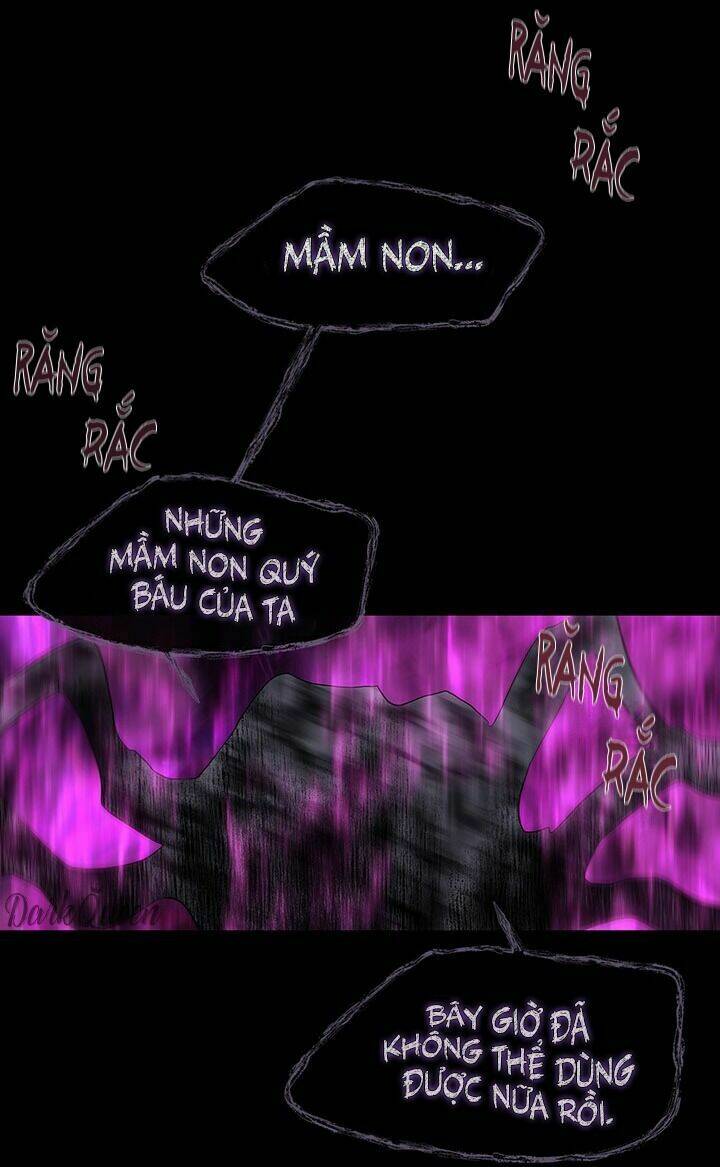 RĂNG
RẮC
MẦM NON...
RĂNG
RẮC
NHỮNG
MẦM NON QUÝ
BÁU CỦA TA
RĂNG
RẮC
DarkQueen
BÂY GIỜ ĐÃ
KHÔNG THỂ DÙNG
ĐƯỢC NỮA RỒI.